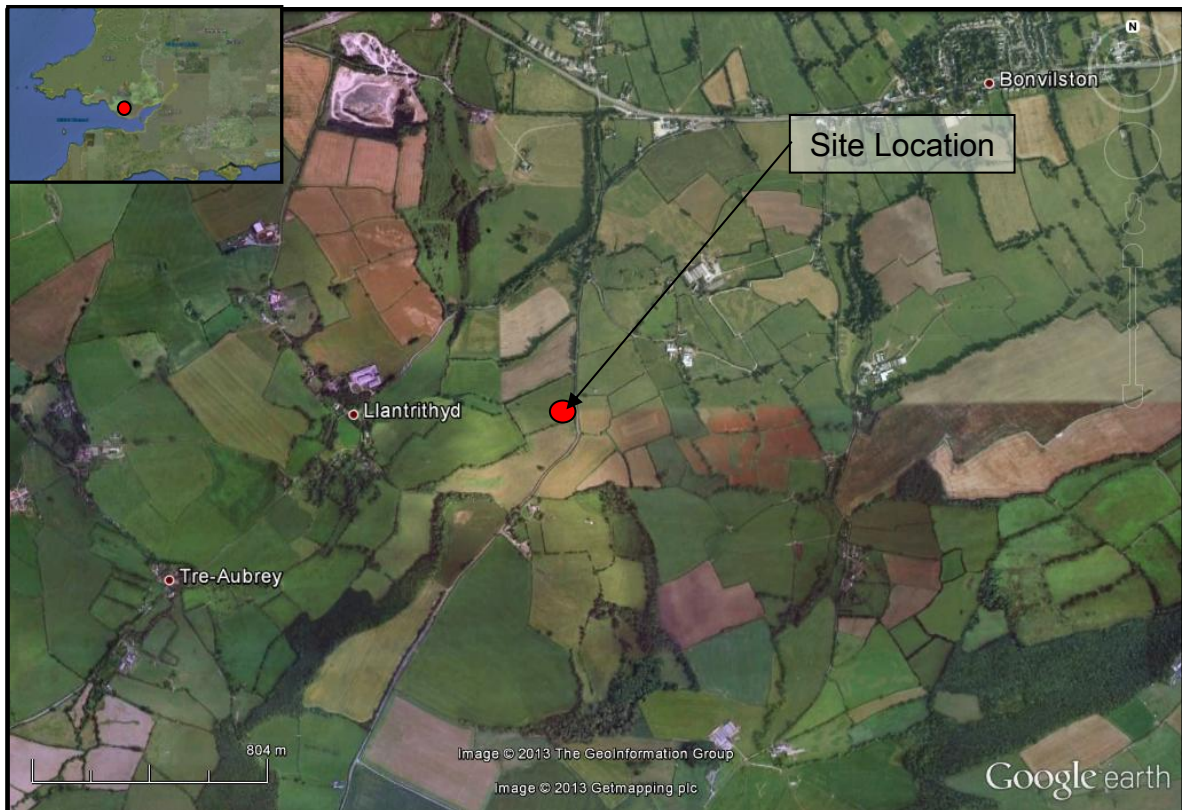 N
Bonvilston
Site Location
Llantrithyd
Tre-Aubrey
804 m
Image © 2013 The GeoInformation Group
Image © 2013 Getmapping plc
Google earth